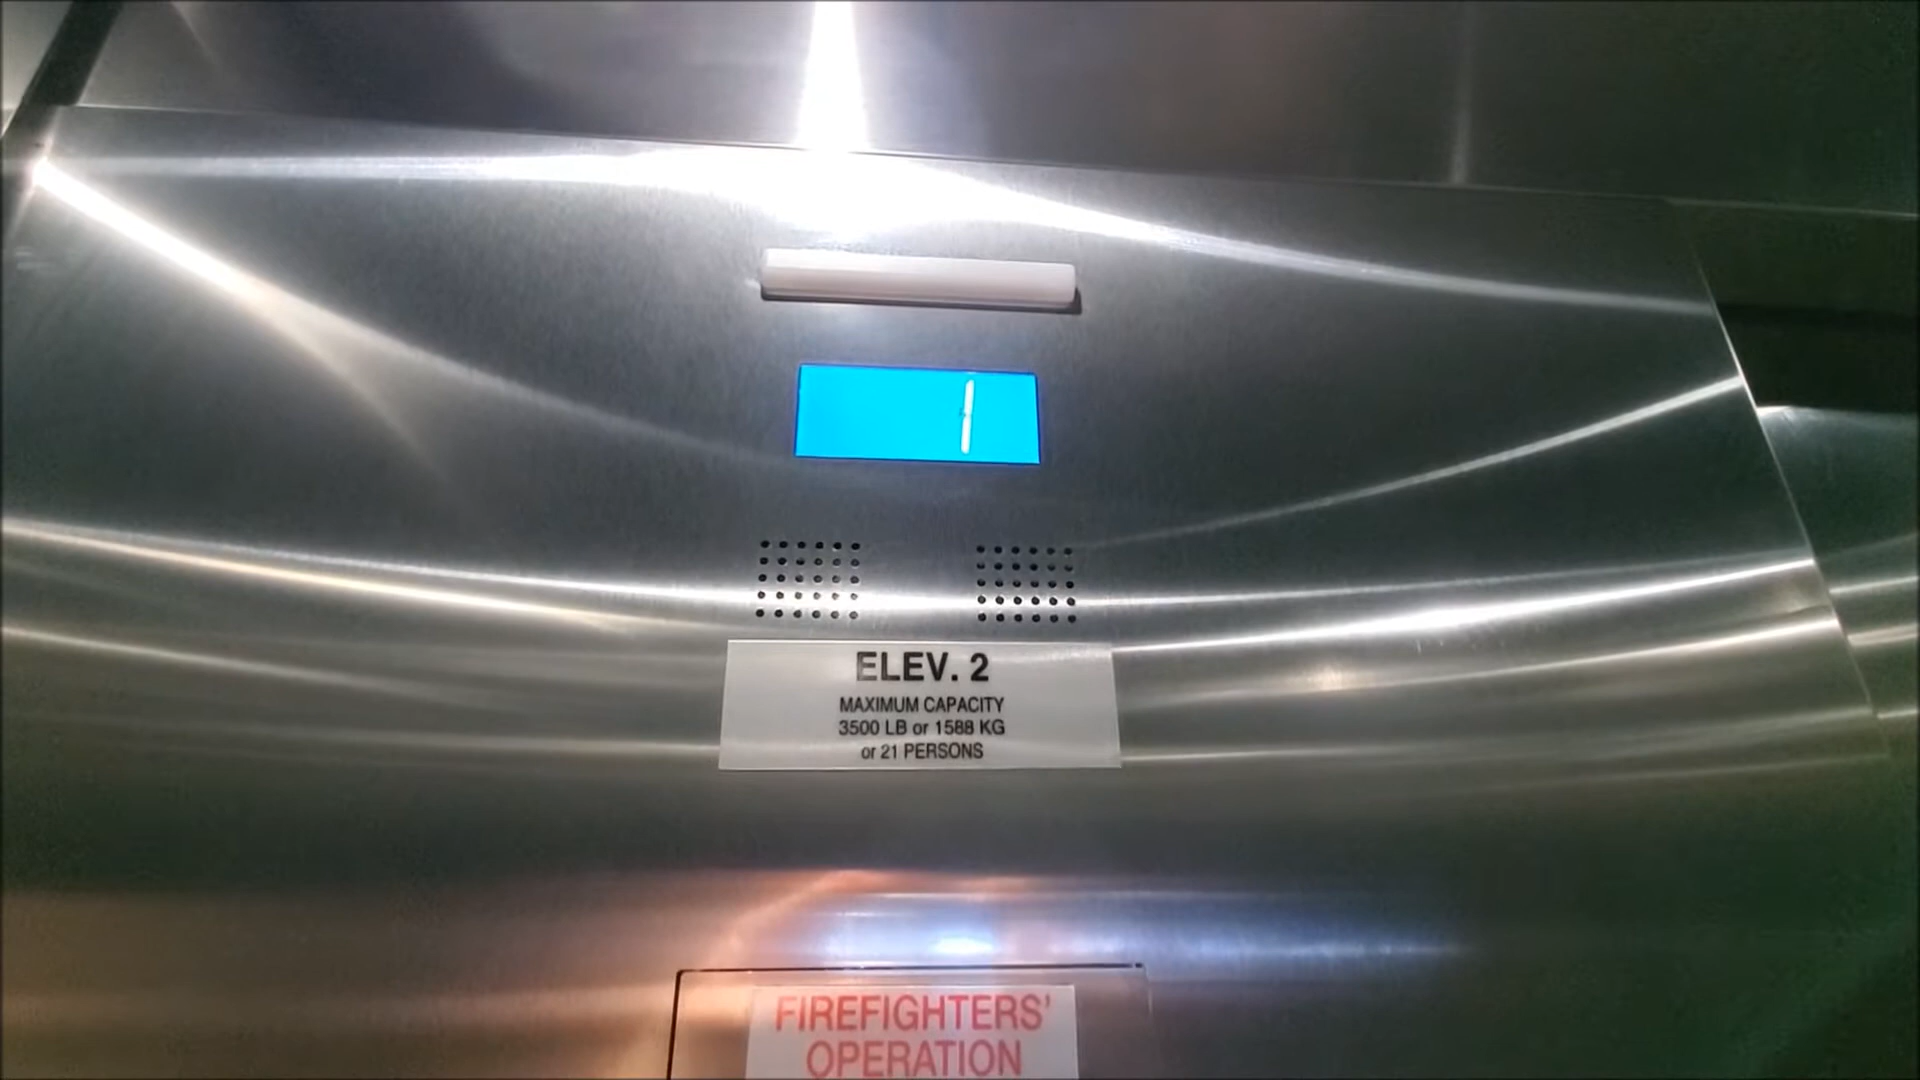 1
ELEV. 2
MAXIMUM CAPACITY
3500 LB or 1588 KG
or 21 PERSONS
FIREFIGHTERS'
OPERATION